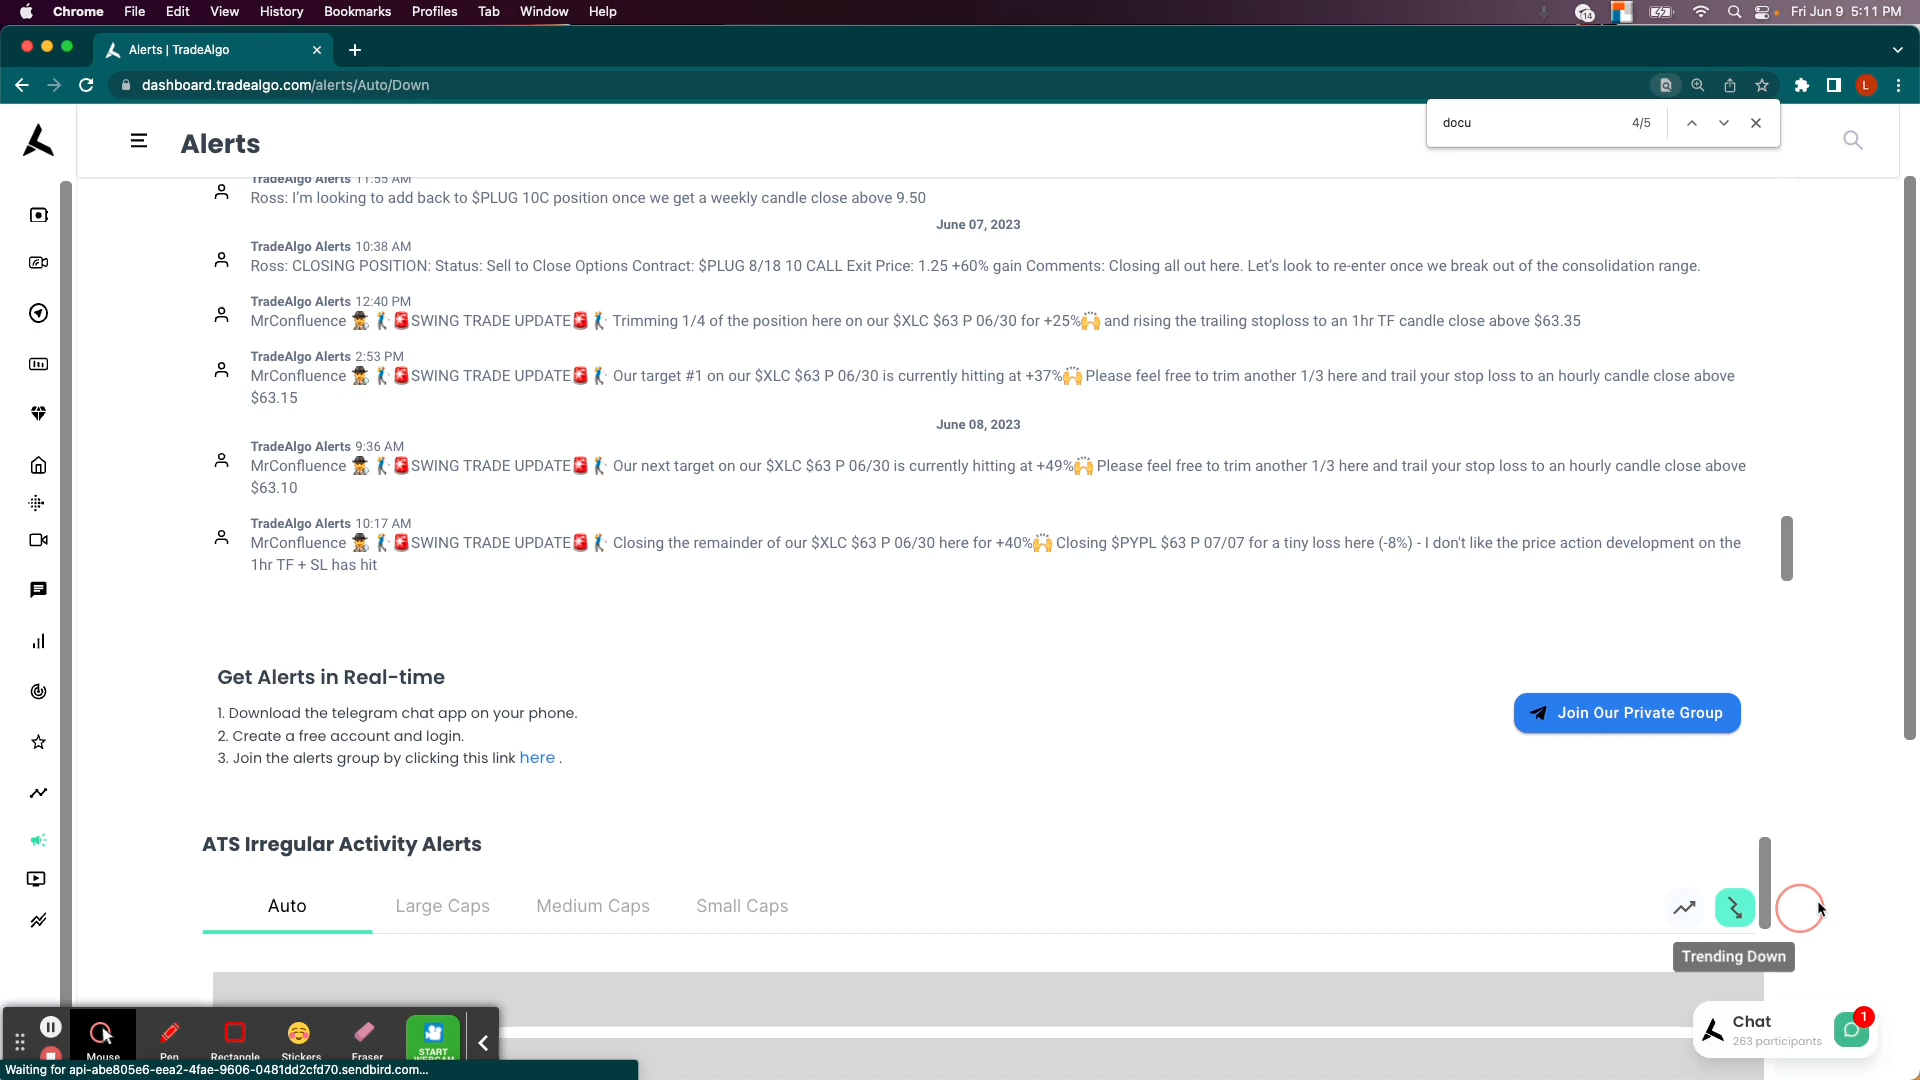 Chrome File Edit View History Bookmarks Profiles Tab Window Help 14 Fri Jun 9 5:11 PM
Alerts | TradeAlgo
dashboard.tradealgo.com/alerts/Auto/Down L
docu 4/5
Alerts
TradeAlgo Alerts 11:55 AM
Ross: I'm looking to add back to $PLUG 10C position once we get a weekly candle close above 9.50
June 07, 2023
TradeAlgo Alerts 10:38 AM
Ross: CLOSING POSITION: Status: Sell to Close Options Contract: $PLUG 8/18 10 CALL Exit Price: 1.25 +60% gain Comments: Closing all out here. Let's look to re-enter once we break out of the consolidation range.
TradeAlgo Alerts 12:40 PM
MrConfluence 🕵️🏌️🚨SWING TRADE UPDATE🚨🏌️ Trimming 1/4 of the position here on our $XLC $63 P 06/30 for +25%🙌 and rising the trailing stoploss to an 1hr TF candle close above $63.35
TradeAlgo Alerts 2:53 PM
MrConfluence 🕵️🏌️🚨SWING TRADE UPDATE🚨🏌️ Our target #1 on our $XLC $63 P 06/30 is currently hitting at +37%🙌 Please feel free to trim another 1/3 here and trail your stop loss to an hourly candle close above
$63.15
June 08, 2023
TradeAlgo Alerts 9:36 AM
MrConfluence 🕵️🏌️🚨SWING TRADE UPDATE🚨🏌️ Our next target on our $XLC $63 P 06/30 is currently hitting at +49%🙌 Please feel free to trim another 1/3 here and trail your stop loss to an hourly candle close above
$63.10
TradeAlgo Alerts 10:17 AM
MrConfluence 🕵️🏌️🚨SWING TRADE UPDATE🚨🏌️ Closing the remainder of our $XLC $63 P 06/30 here for +40%🙌 Closing $PYPL $63 P 07/07 for a tiny loss here (-8%) - I don't like the price action development on the
1hr TF + SL has hit
Get Alerts in Real-time
1. Download the telegram chat app on your phone.
2. Create a free account and login.
3. Join the alerts group by clicking this link here .
Join Our Private Group
ATS Irregular Activity Alerts
Auto Large Caps Medium Caps Small Caps
Trending Down
Chat 1
263 participants
Mouse Pen Rectangle Stickers Eraser START WEBCAM
Waiting for api-abe805e6-eea2-4fae-9606-0481dd2cfd70.sendbird.com...